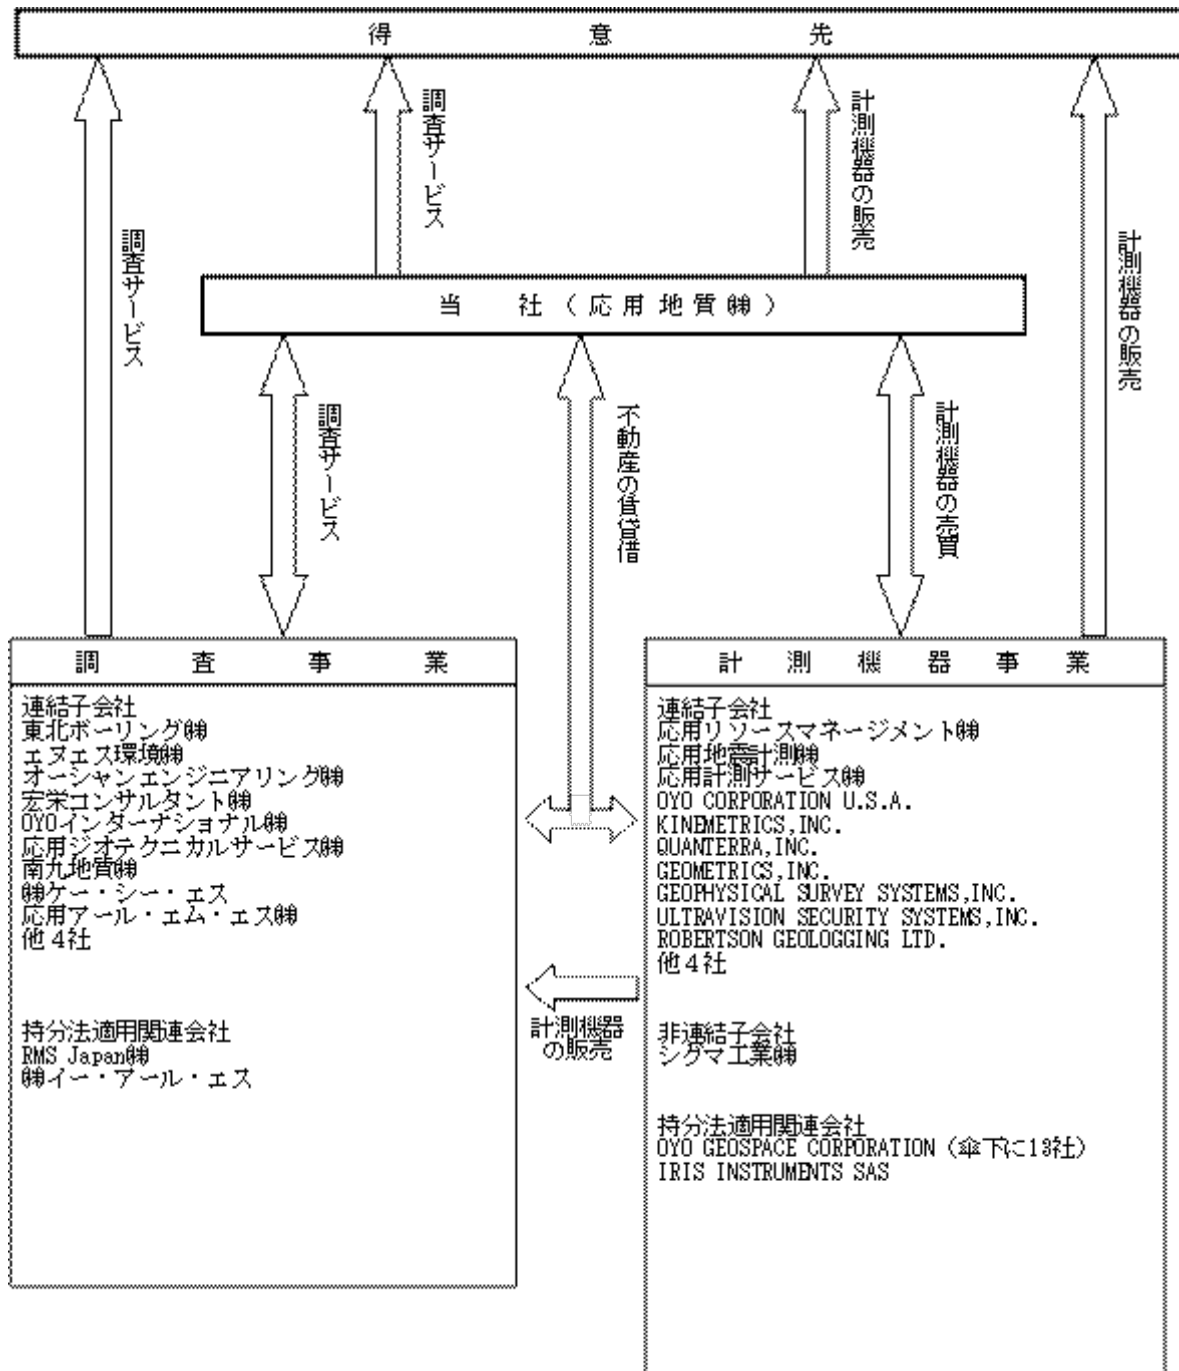 得意先
調査サービス
計測機器の販売
調査サービス
計測機器の販売
当社（応用地質㈱）
調査サービス
不動産の賃貸借
計測機器の売買
調査事業
連結子会社
東北ボーリング㈱
エヌエス環境㈱
オーシャンエンジニアリング㈱
宏栄コンサルタント㈱
OYOインターナショナル㈱
応用ジオテクニカルサービス㈱
南九地質㈱
㈱ケー・シー・エス
応用アール・エム・エス㈱
他４社
持分法適用関連会社
RMS Japan㈱
㈱イー・アール・エス
計測機器
の販売
計測機器事業
連結子会社
応用リソースマネージメント㈱
応用地震計測㈱
応用計測サービス㈱
OYO CORPORATION U.S.A.
KINEMETRICS,INC.
QUANTERRA,INC.
GEOMETRICS,INC.
GEOPHYSICAL SURVEY SYSTEMS,INC.
ULTRAVISION SECURITY SYSTEMS,INC.
ROBERTSON GEOLOGGING LTD.
他４社
非連結子会社
シグマ工業㈱
持分法適用関連会社
OYO GEOSPACE CORPORATION（傘下に13社）
IRIS INSTRUMENTS SAS